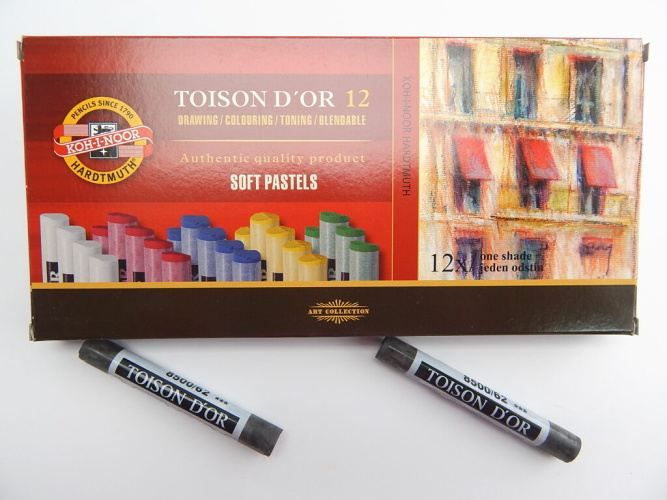 PENCILS SINCE 1790
KOH-I-NOOR
HARDTMUTH
TOISON D´OR 12
DRAWING/COLOURING/TONING/BLENDABLE
Authentic quality product
SOFT PASTELS
KOH-I-NOOR HARDTMUTH
12x/ one shade
jeden odstín
ART COLLECTION
8500/62 ***
TOISON D'OR
8500/62 ***
TOISON D'OR